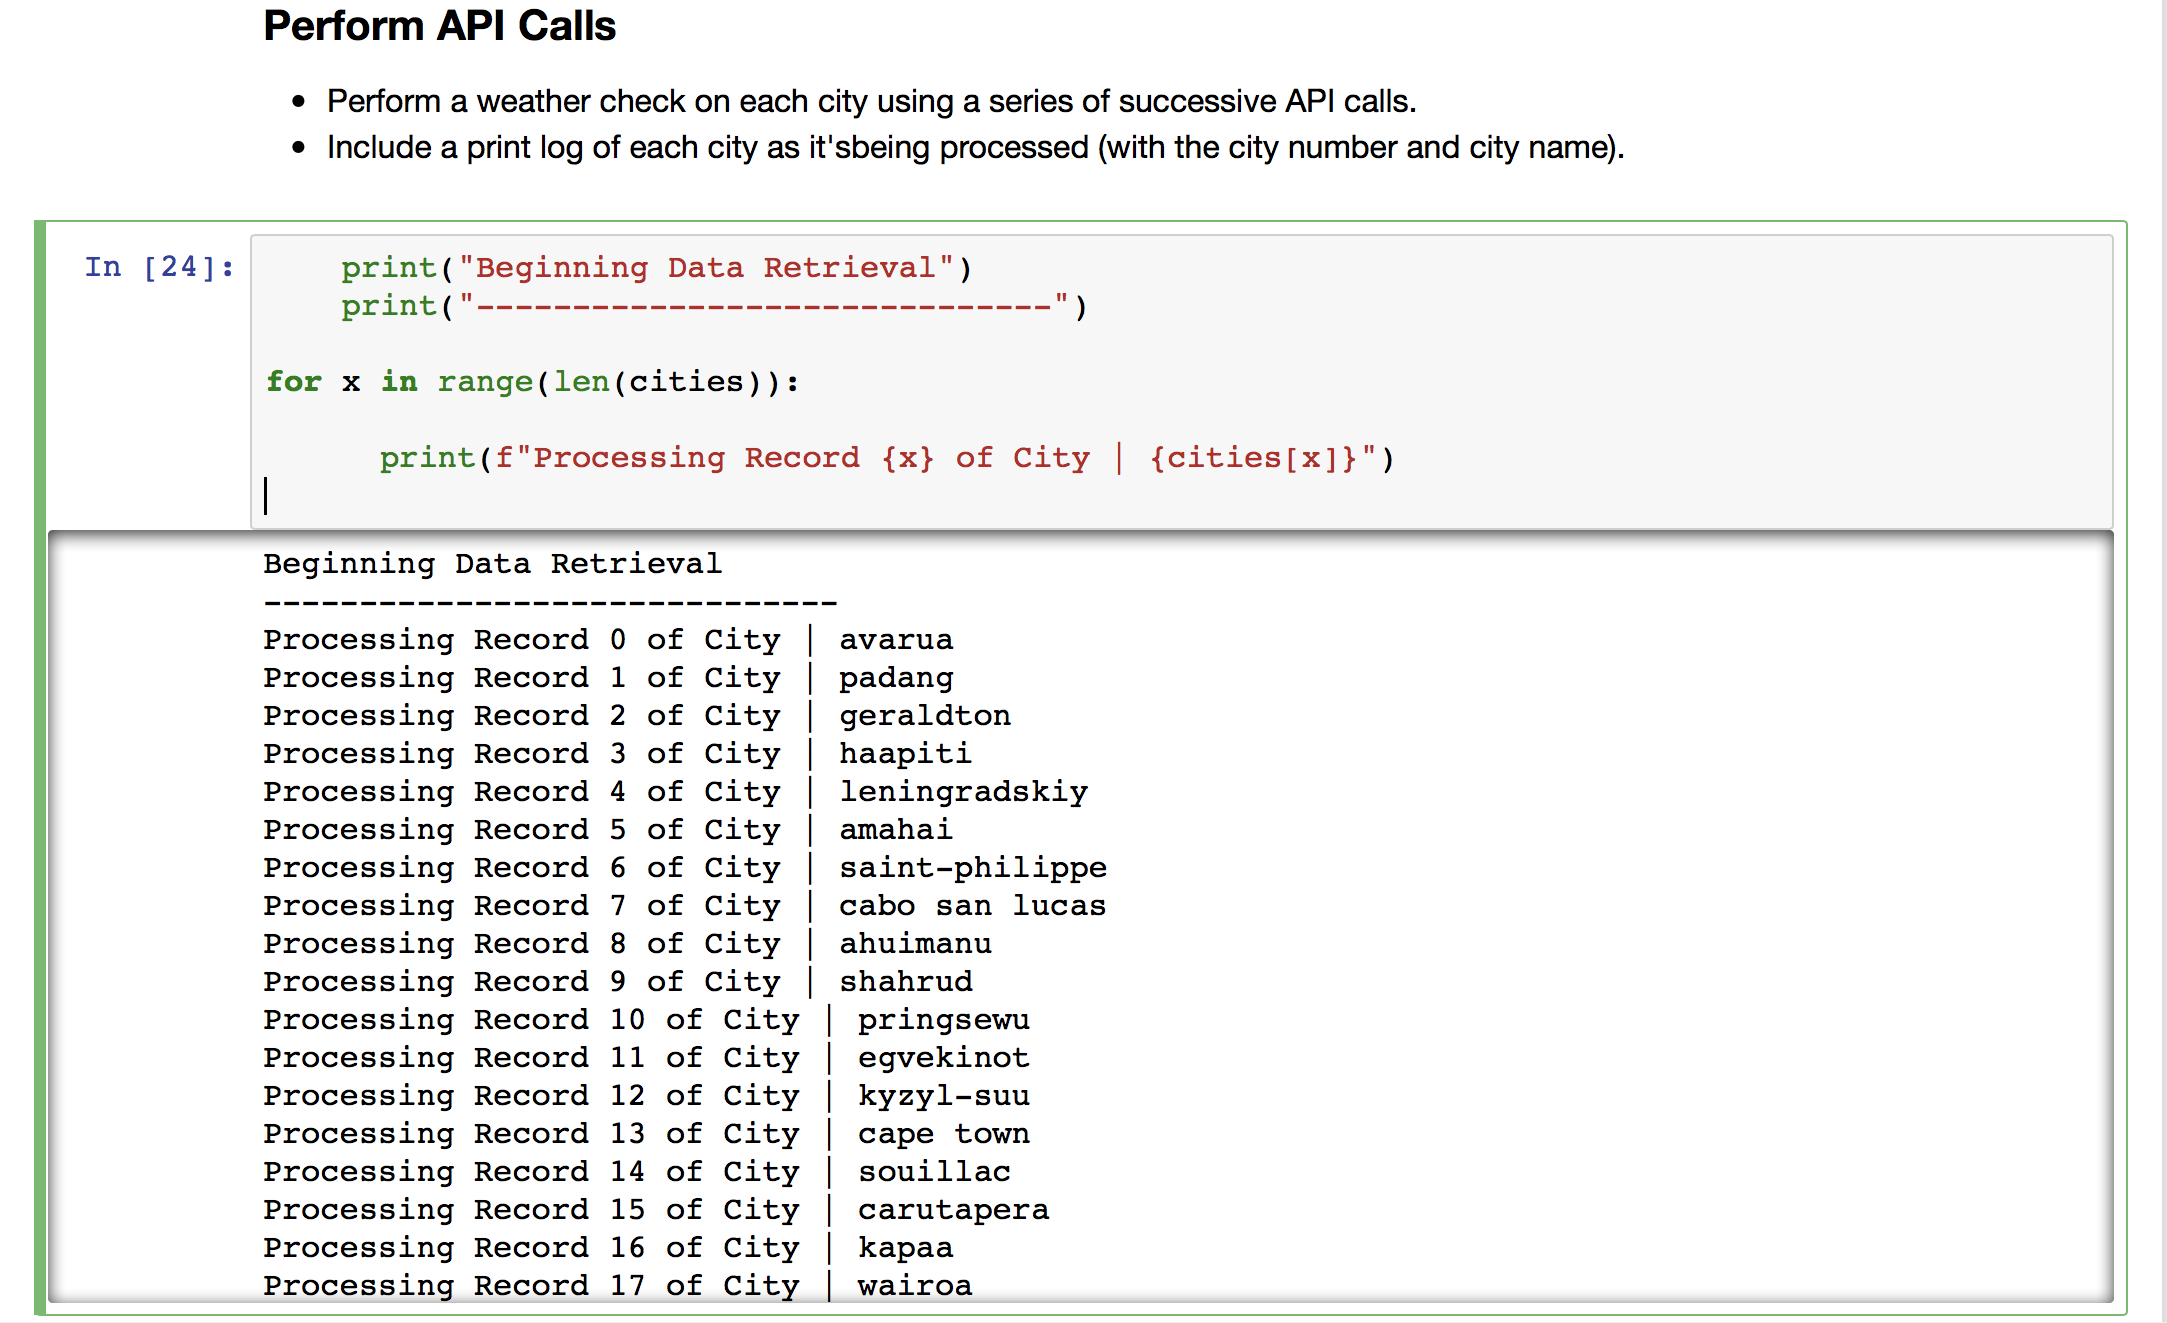 Perform API Calls
• Perform a weather check on each city using a series of successive API calls.
• Include a print log of each city as it'sbeing processed (with the city number and city name).
In [24]:
    print("Beginning Data Retrieval")
    print("------------------------------")
for x in range(len(cities)):
      print(f"Processing Record {x} of City | {cities[x]}")
Beginning Data Retrieval
------------------------------
Processing Record 0 of City | avarua
Processing Record 1 of City | padang
Processing Record 2 of City | geraldton
Processing Record 3 of City | haapiti
Processing Record 4 of City | leningradskiy
Processing Record 5 of City | amahai
Processing Record 6 of City | saint-philippe
Processing Record 7 of City | cabo san lucas
Processing Record 8 of City | ahuimanu
Processing Record 9 of City | shahrud
Processing Record 10 of City | pringsewu
Processing Record 11 of City | egvekinot
Processing Record 12 of City | kyzyl-suu
Processing Record 13 of City | cape town
Processing Record 14 of City | souillac
Processing Record 15 of City | carutapera
Processing Record 16 of City | kapaa
Processing Record 17 of City | wairoa